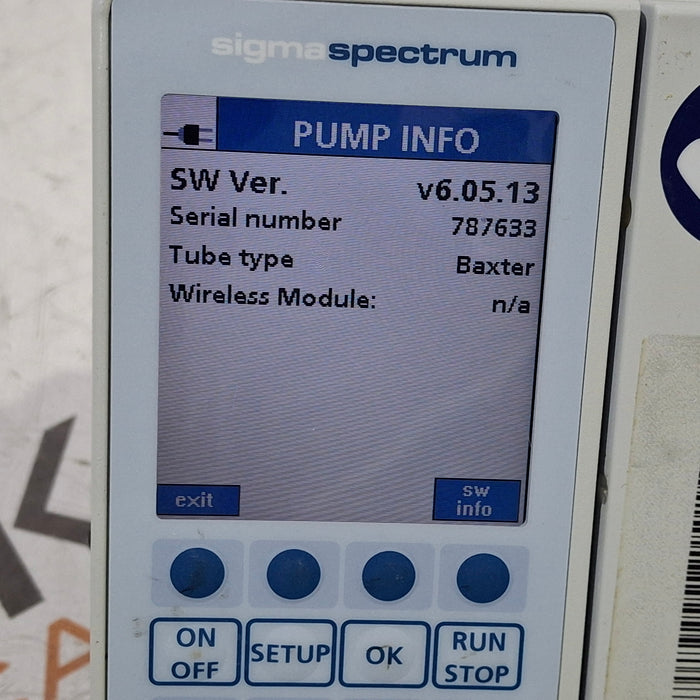 sigmaspectrum
PUMP INFO
SW Ver. v6.05.13
Serial number 787633
Tube type Baxter
Wireless Module: n/a
exit
sw
info
ON
OFF
SETUP
OK
RUN
STOP